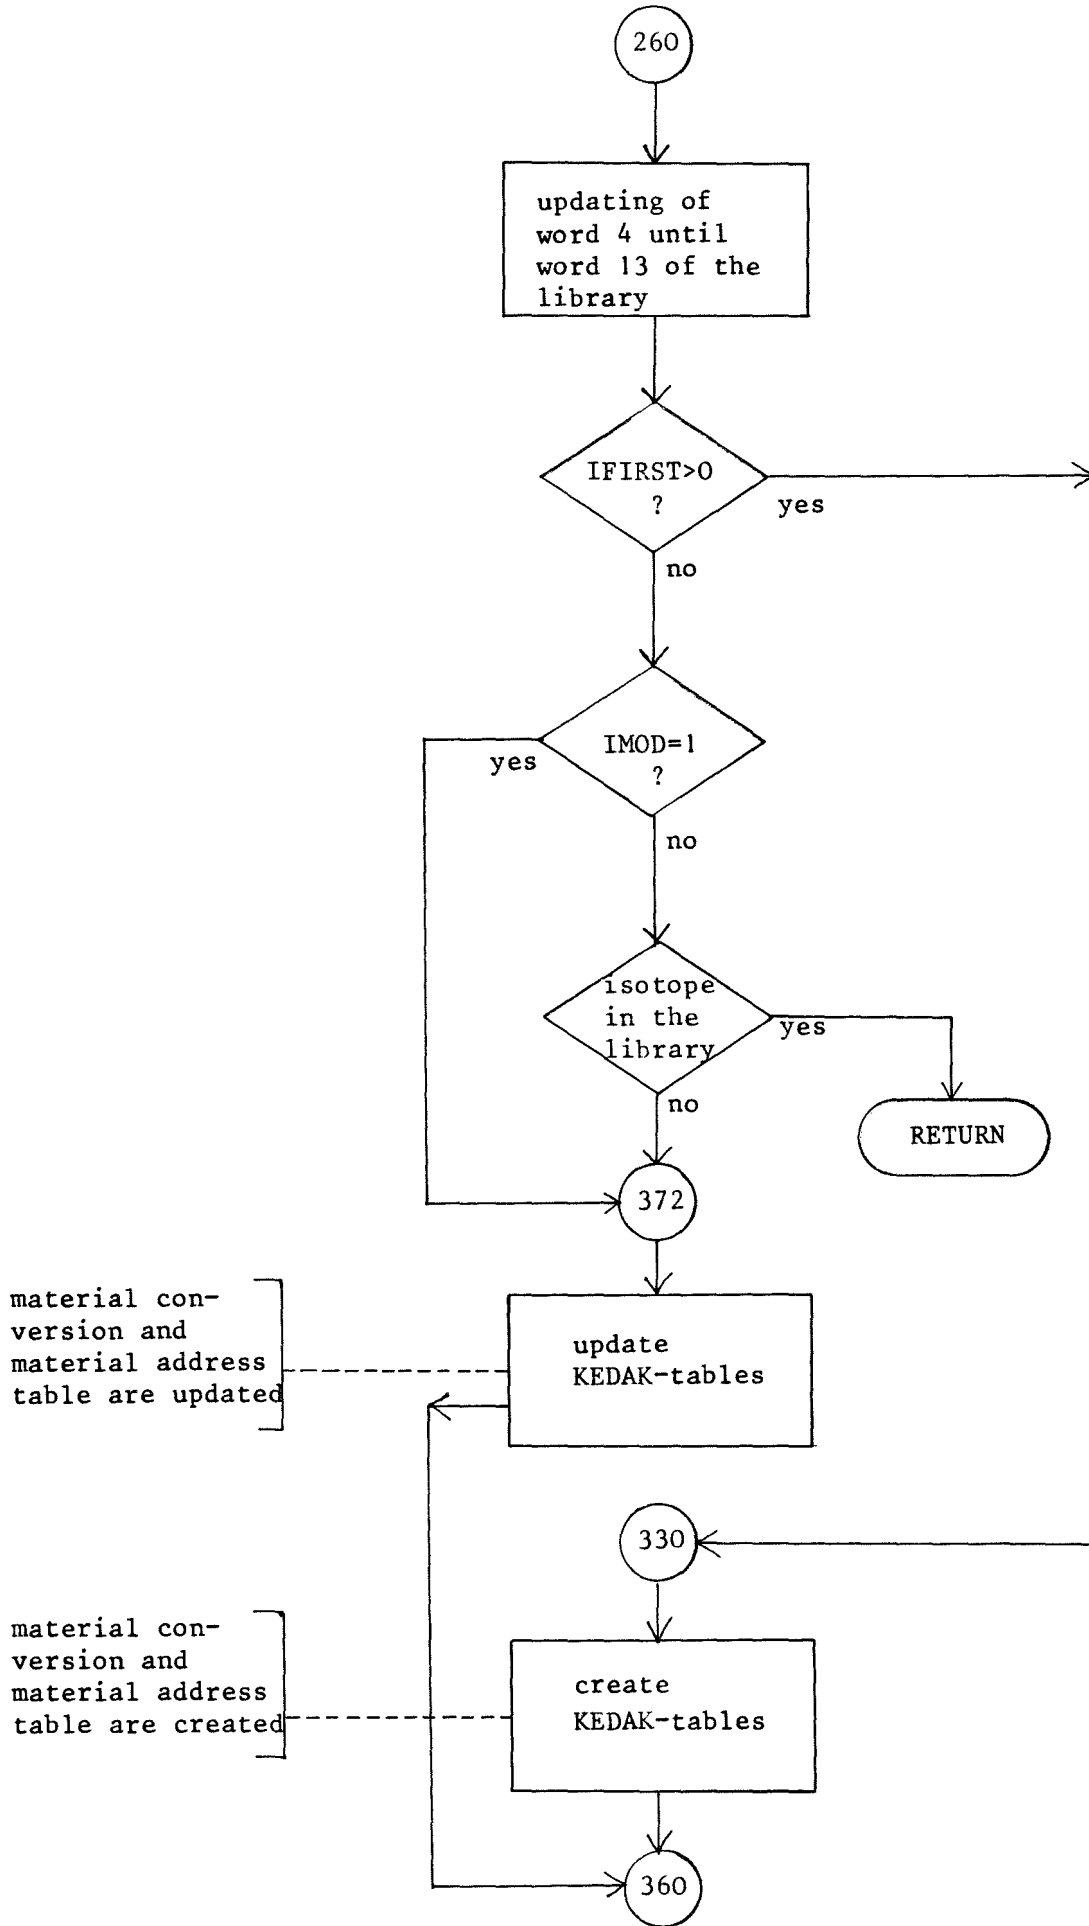 260
updating of
word 4 until
word 13 of the
library
IFIRST>0
?
yes
no
IMOD=1
?
yes
no
isotope
in the
library
yes
no
RETURN
372
material con-
version and
material address
table are updated
update
KEDAK-tables
330
material con-
version and
material address
table are created
create
KEDAK-tables
360